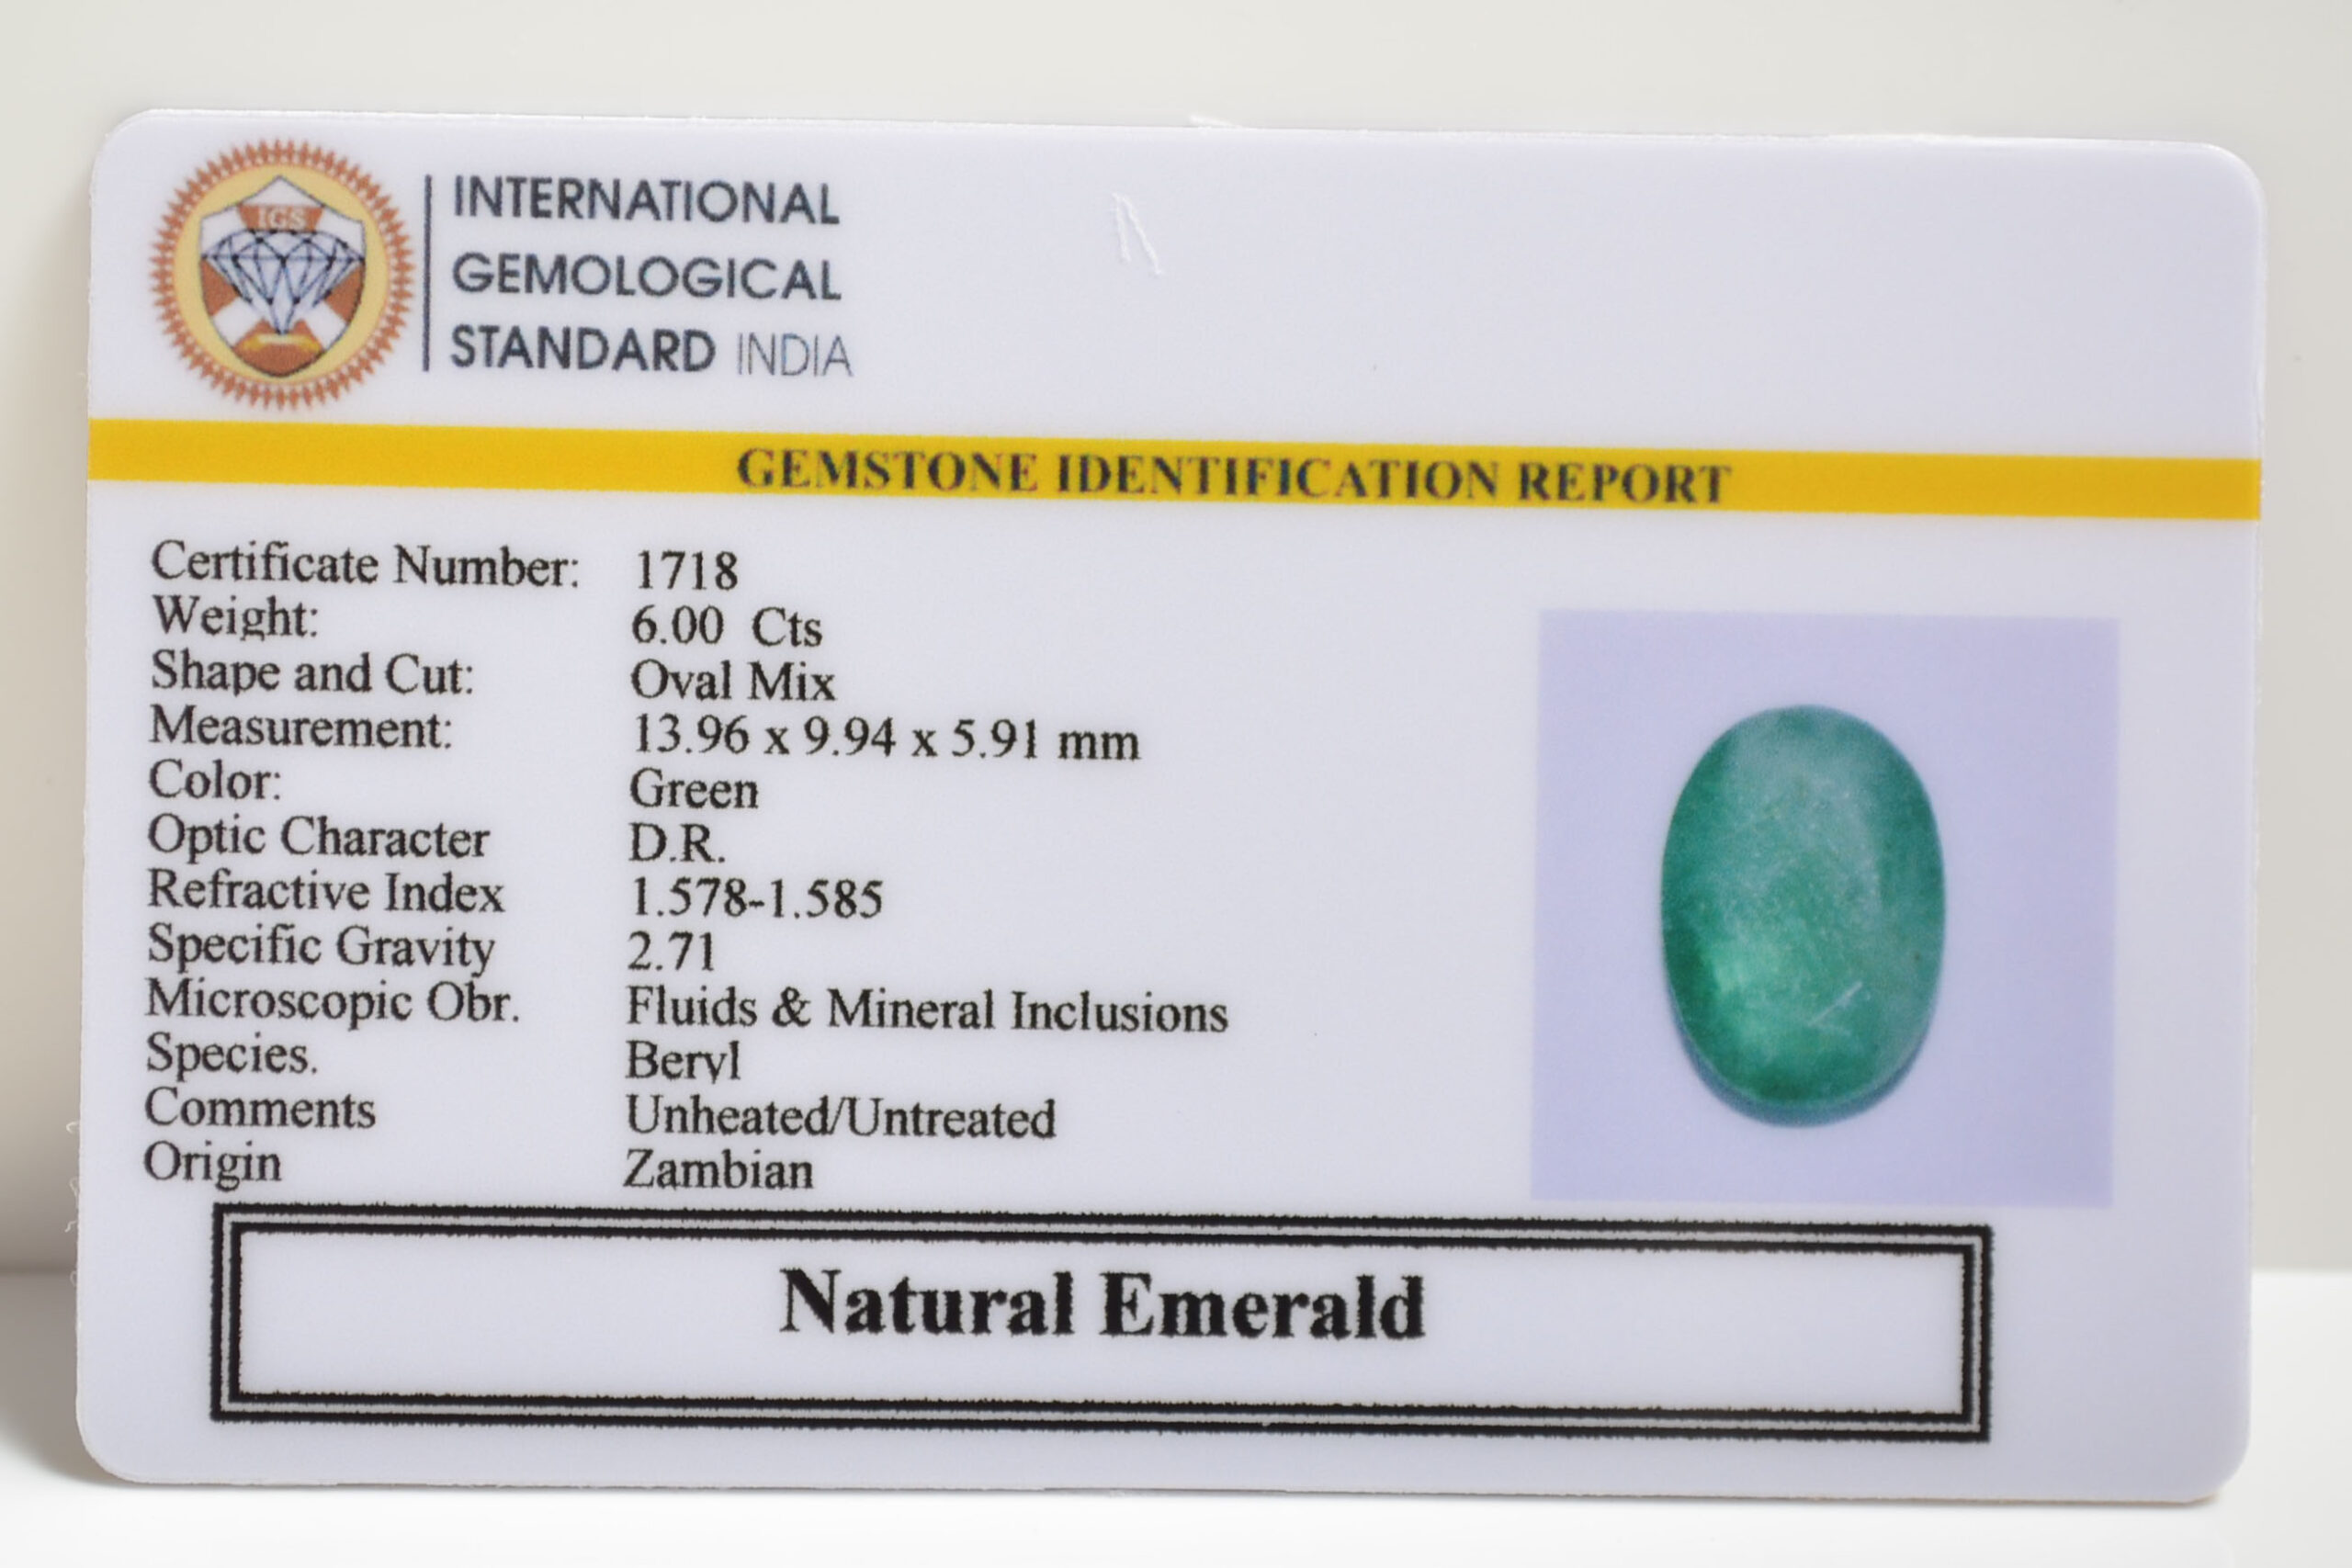 IGS
INTERNATIONAL
GEMOLOGICAL
STANDARD INDIA
GEMSTONE IDENTIFICATION REPORT
Certificate Number: 1718
Weight: 6.00 Cts
Shape and Cut: Oval Mix
Measurement: 13.96 x 9.94 x 5.91 mm
Color: Green
Optic Character D.R.
Refractive Index 1.578-1.585
Specific Gravity 2.71
Microscopic Obr. Fluids & Mineral Inclusions
Species. Beryl
Comments Unheated/Untreated
Origin Zambian
Natural Emerald